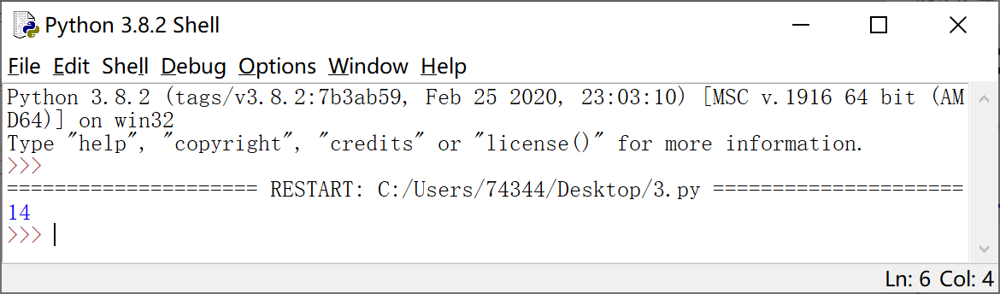 Python 3.8.2 Shell
File Edit Shell Debug Options Window Help
Python 3.8.2 (tags/v3.8.2:7b3ab59, Feb 25 2020, 23:03:10) [MSC v.1916 64 bit (AM
D64)] on win32
Type "help", "copyright", "credits" or "license()" for more information.
>>>
===================== RESTART: C:/Users/74344/Desktop/3.py =====================
14
>>>
Ln: 6 Col: 4